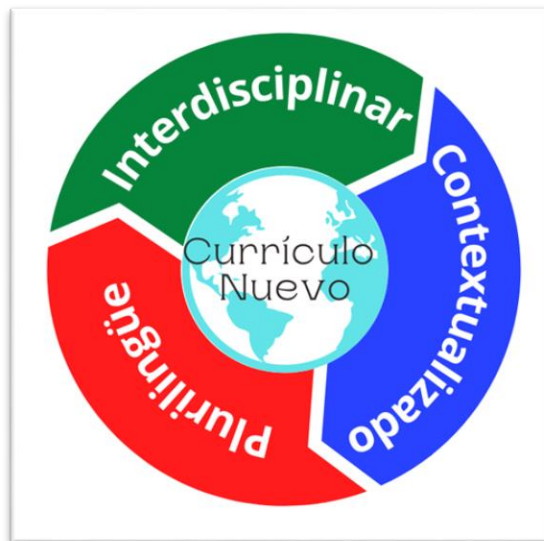 Interdisciplinar
Contextualizado
Plurilingüe
Currículo
Nuevo